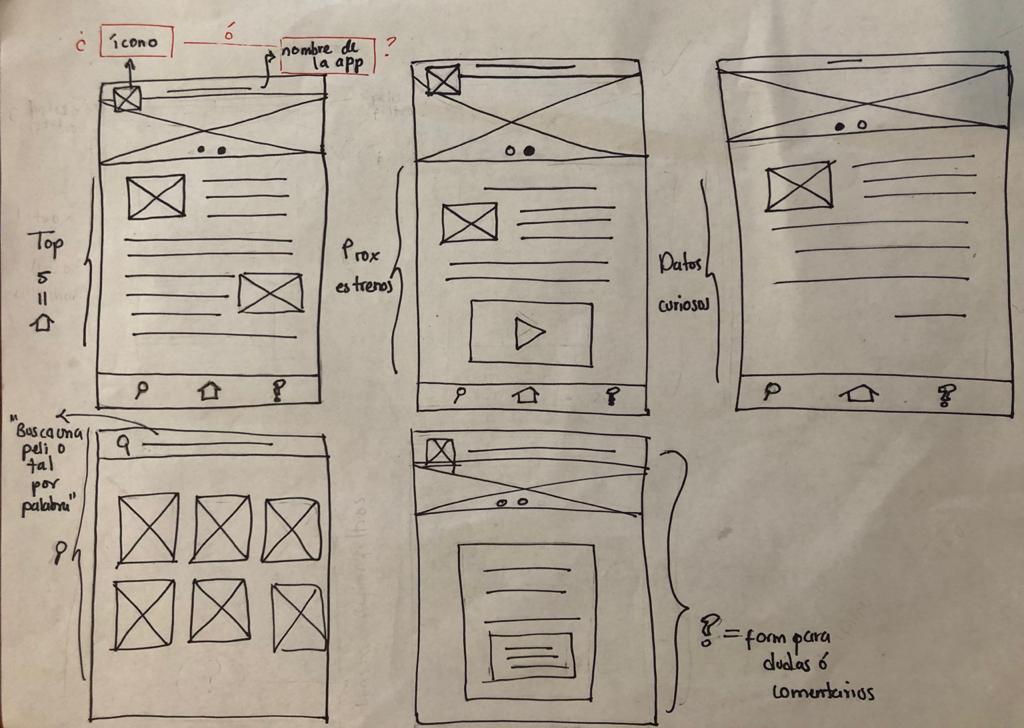 ¿ icono ó nombre de
la app ?
Top
5
=
Prox
estrenos
Datos
curiosos
"Busca una
peli o
tal
por
palabra"
? = form para
dudas ó
comentarios